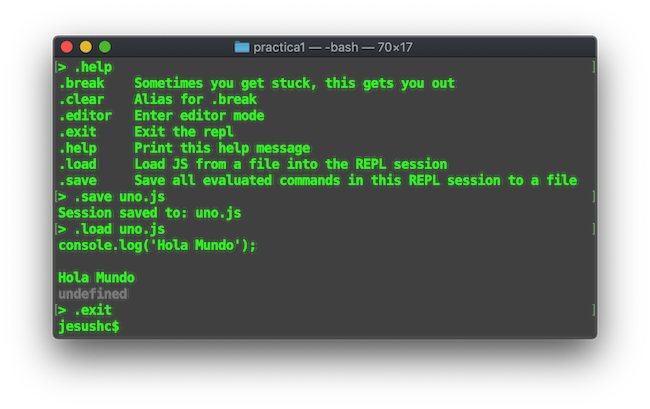 practica1 — -bash — 70×17
> .help
.break    Sometimes you get stuck, this gets you out
.clear    Alias for .break
.editor   Enter editor mode
.exit     Exit the repl
.help     Print this help message
.load     Load JS from a file into the REPL session
.save     Save all evaluated commands in this REPL session to a file
> .save uno.js
Session saved to: uno.js
> .load uno.js
console.log('Hola Mundo');
Hola Mundo
undefined
> .exit
jesushc$